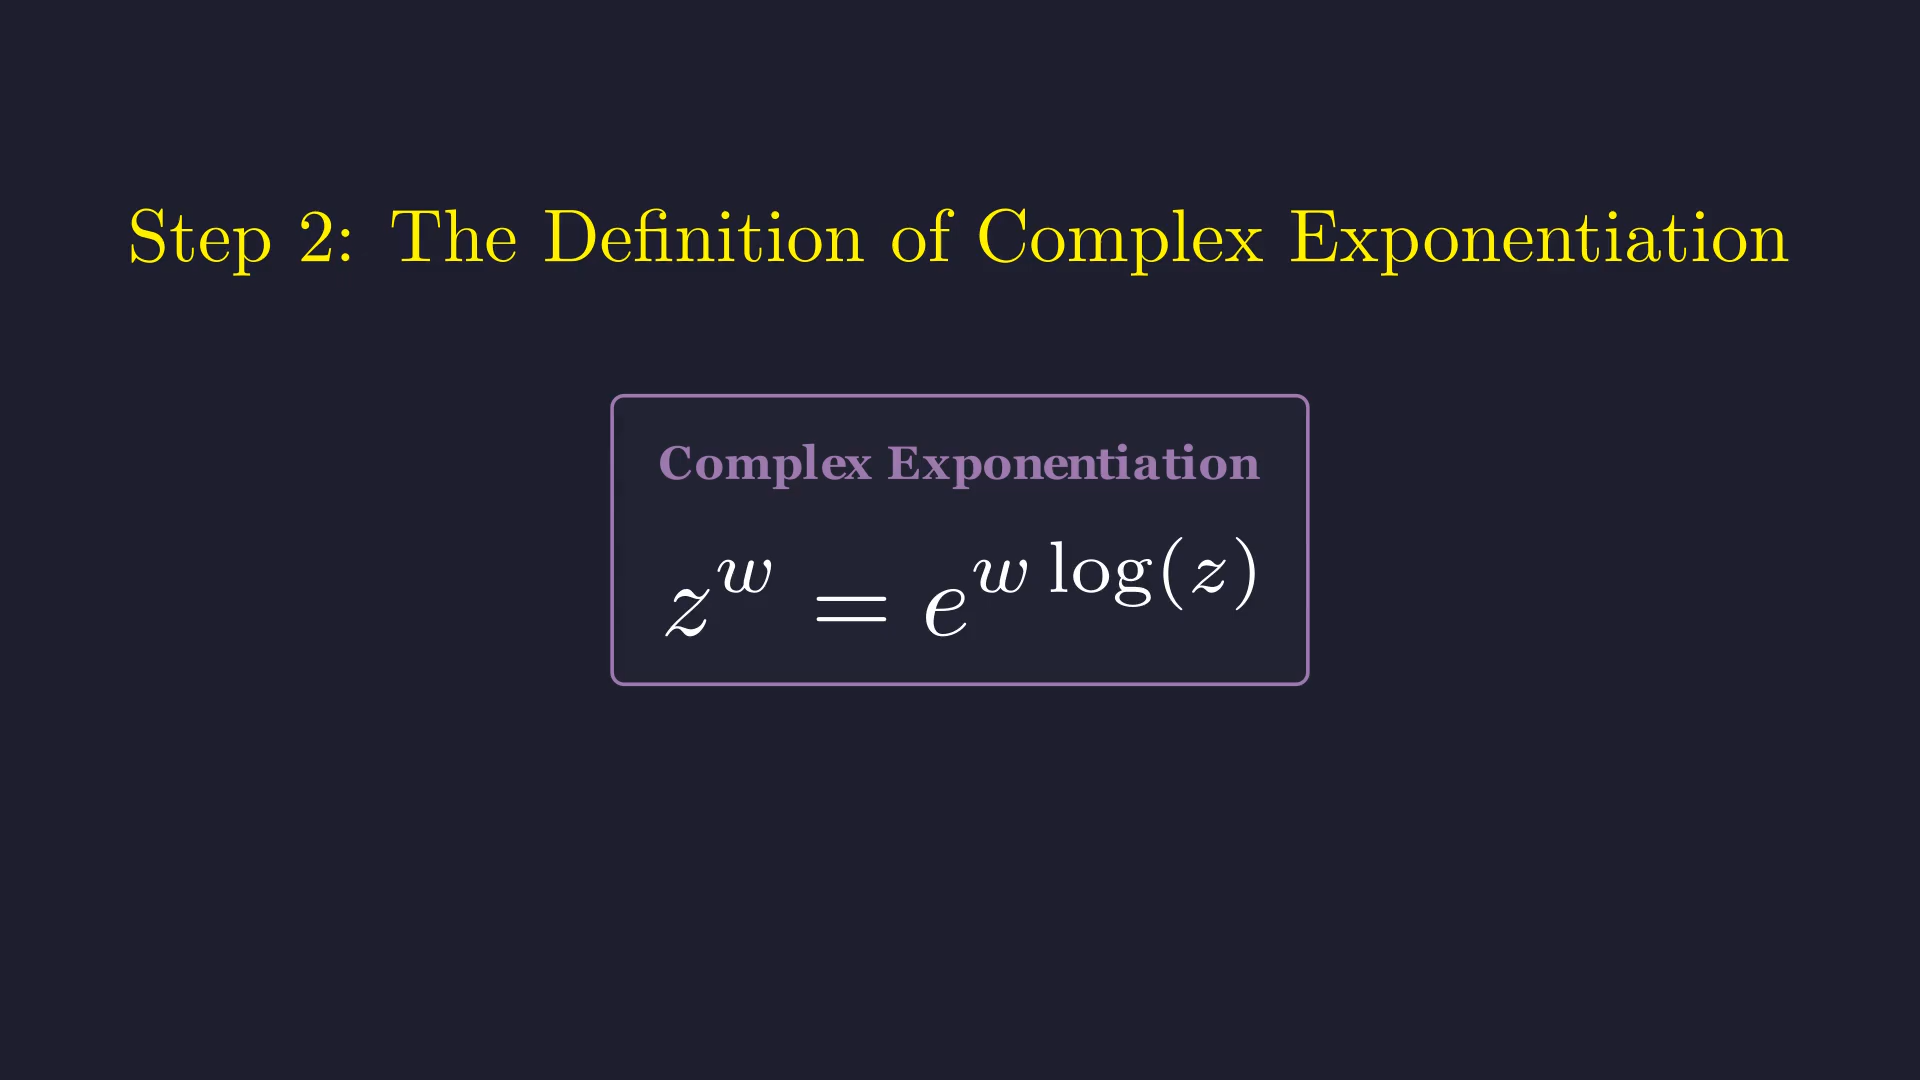 Step 2: The Definition of Complex Exponentiation
Complex Exponentiation
$z^w = e^{w \log(z)}$